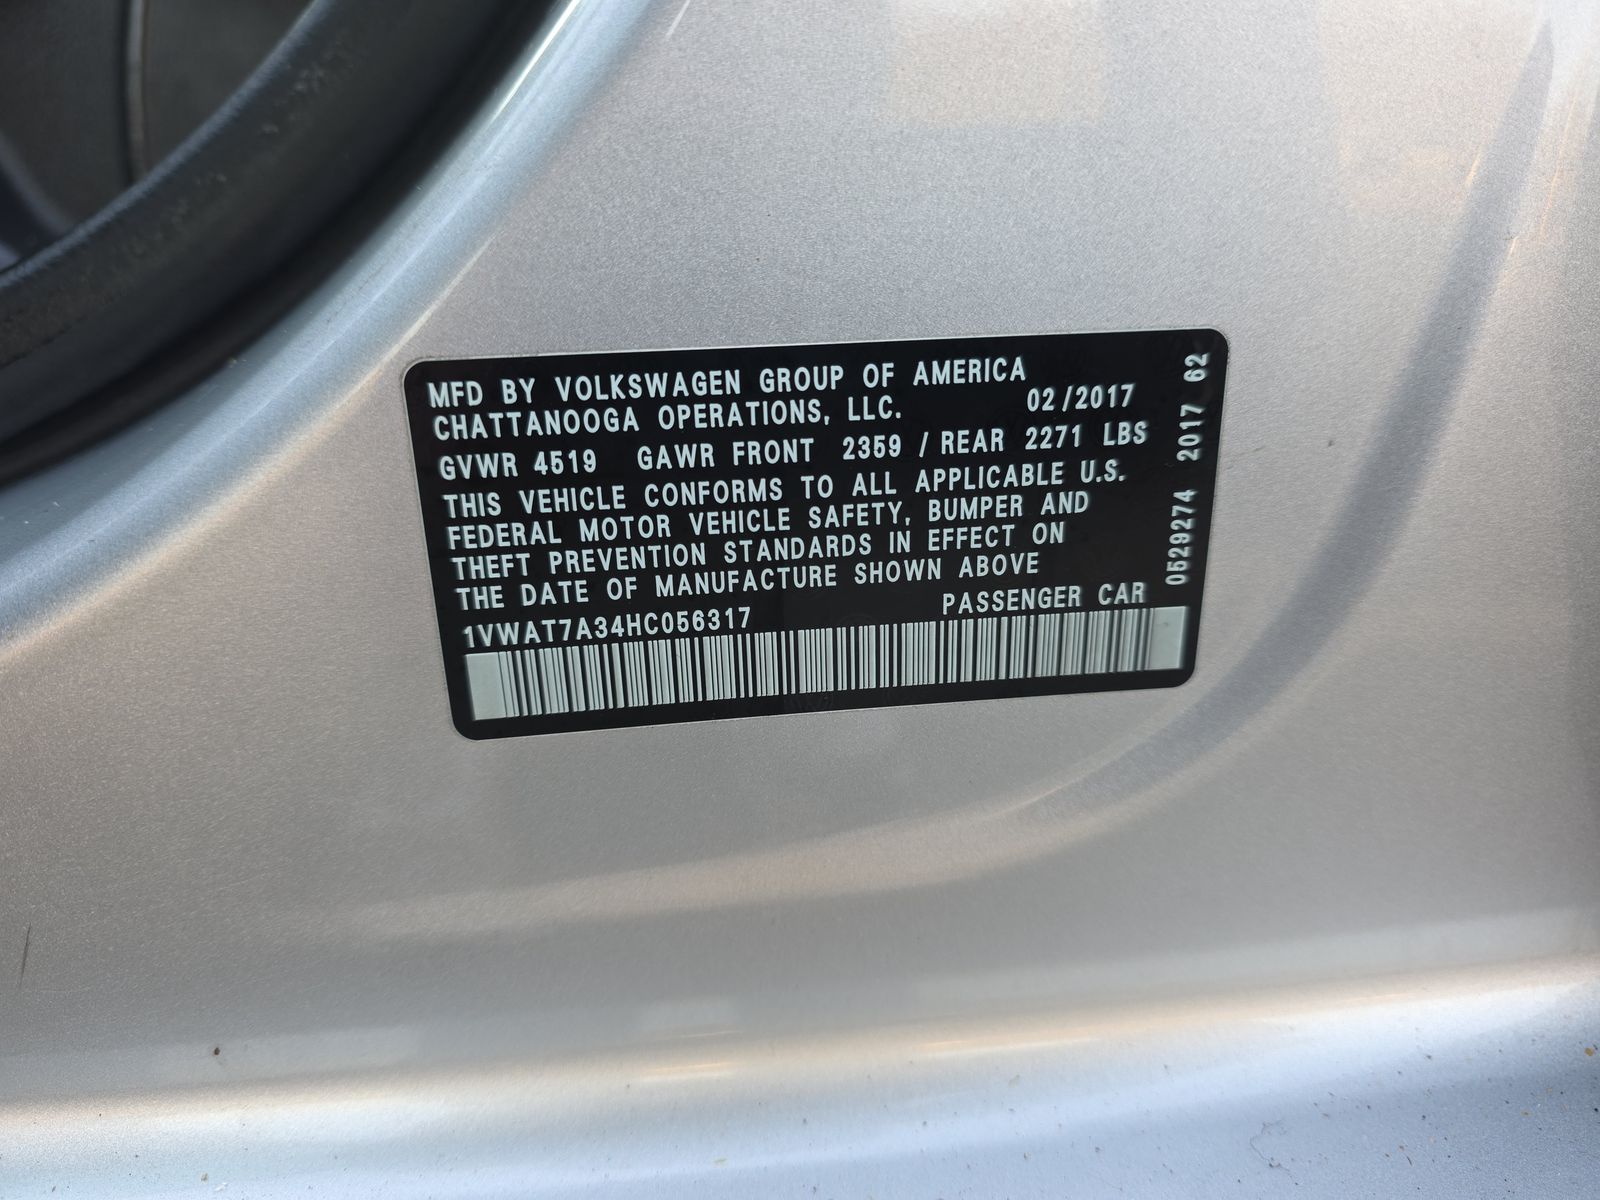 MFD BY VOLKSWAGEN GROUP OF AMERICA
CHATTANOOGA OPERATIONS, LLC. 02/2017
GVWR 4519 GAWR FRONT 2359 / REAR 2271 LBS
THIS VEHICLE CONFORMS TO ALL APPLICABLE U.S.
FEDERAL MOTOR VEHICLE SAFETY, BUMPER AND
THEFT PREVENTION STANDARDS IN EFFECT ON
THE DATE OF MANUFACTURE SHOWN ABOVE
1VWAT7A34HC056317 PASSENGER CAR
0529274 2017 62